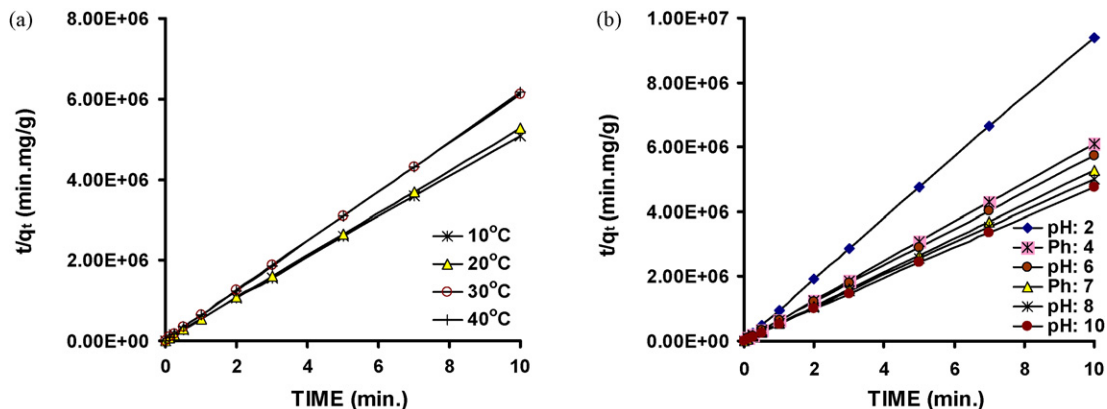 (a)
8.00E+06
6.00E+06
4.00E+06
2.00E+06
0.00E+00
t/qt (min.mg/g)
0 2 4 6 8 10
TIME (min.)
10°C
20°C
30°C
40°C
(b)
1.00E+07
8.00E+06
6.00E+06
4.00E+06
2.00E+06
0.00E+00
t/qt (min.mg/g)
0 2 4 6 8 10
TIME (min.)
pH: 2
Ph: 4
pH: 6
Ph: 7
pH: 8
pH: 10